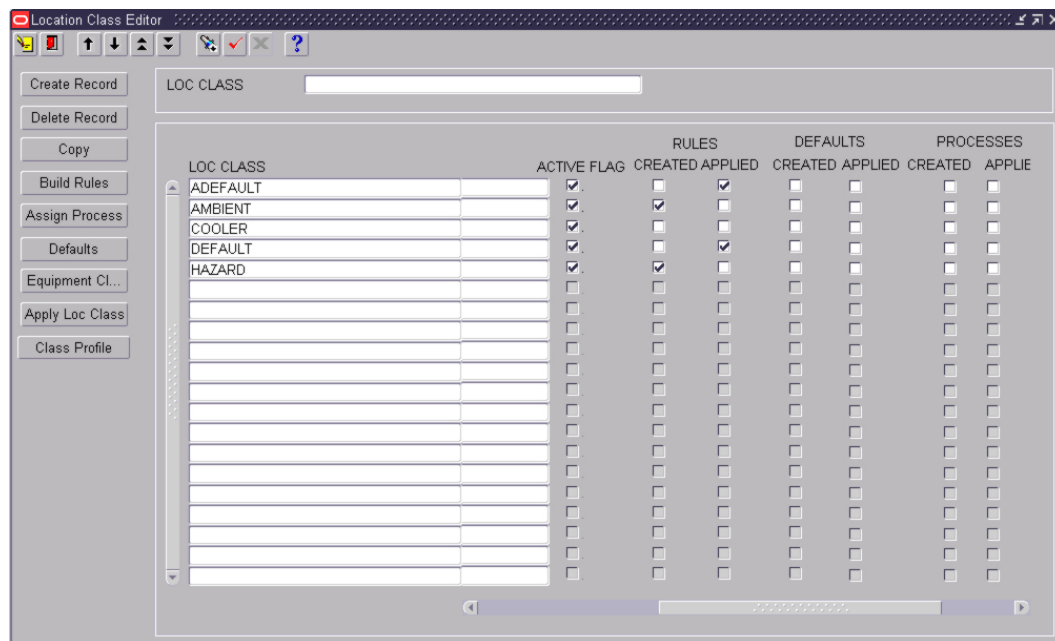 Location Class Editor
Create Record
LOC CLASS
Delete Record
Copy
Build Rules
Assign Process
Defaults
Equipment Cl...
Apply Loc Class
Class Profile
RULES DEFAULTS PROCESSES
LOC CLASS ACTIVE FLAG CREATED APPLIED CREATED APPLIED CREATED APPLIE
ADEFAULT
AMBIENT
COOLER
DEFAULT
HAZARD